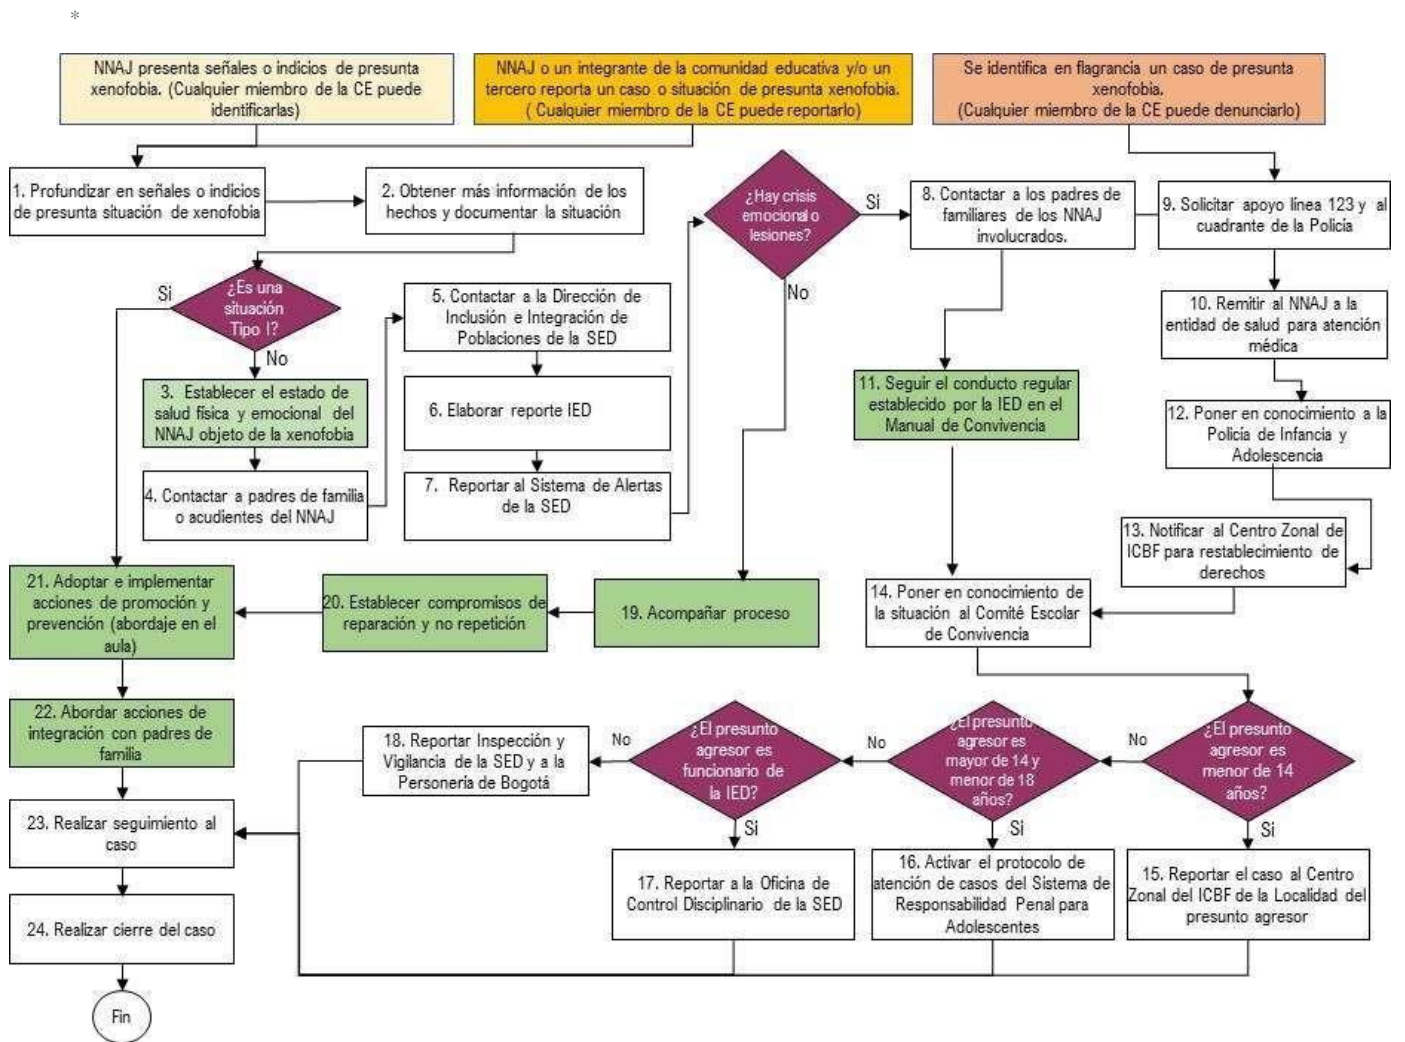 *
NNAJ presenta señales o indicios de presunta
xenofobia. (Cualquier miembro de la CE puede
identificarlas)
NNAJ o un integrante de la comunidad educativa y/o un
tercero reporta un caso o situación de presunta xenofobia.
( Cualquier miembro de la CE puede reportarlo)
Se identifica en flagrancia un caso de presunta
xenofobia.
(Cualquier miembro de la CE puede denunciarlo)
1. Profundizar en señales o indicios
de presunta situación de xenofobia
2. Obtener más información de los
hechos y documentar la situación
¿Hay crisis
emocional o
lesiones?
Si
No
8. Contactar a los padres de
familiares de los NNAJ
involucrados.
9. Solicitar apoyo línea 123 y al
cuadrante de la Policía
¿Es una
situación
Tipo I?
Si
No
5. Contactar a la Dirección de
Inclusión e Integración de
Poblaciones de la SED
10. Remitir al NNAJ a la
entidad de salud para atención
médica
3. Establecer el estado de
salud física y emocional del
NNAJ objeto de la xenofobia
6. Elaborar reporte IED
11. Seguir el conducto regular
establecido por la IED en el
Manual de Convivencia
12. Poner en conocimiento a la
Policía de Infancia y
Adolescencia
4. Contactar a padres de familia
o acudientes del NNAJ
7. Reportar al Sistema de Alertas
de la SED
13. Notificar al Centro Zonal de
ICBF para restablecimiento de
derechos
21. Adoptar e implementar
acciones de promoción y
prevención (abordaje en el
aula)
20. Establecer compromisos de
reparación y no repetición
19. Acompañar proceso
14. Poner en conocimiento de
la situación al Comité Escolar
de Convivencia
22. Abordar acciones de
integración con padres de
familia
18. Reportar Inspección y
Vigilancia de la SED y a la
Personería de Bogotá
No
¿El presunto
agresor es
funcionario de
la IED?
Si
No
¿El presunto
agresor es
mayor de 14 y
menor de 18
años?
Si
No
¿El presunto
agresor es
menor de 14
años?
Si
23. Realizar seguimiento al
caso
17. Reportar a la Oficina de
Control Disciplinario de la SED
16. Activar el protocolo de
atención de casos del Sistema de
Responsabilidad Penal para
Adolescentes
15. Reportar el caso al Centro
Zonal del ICBF de la Localidad del
presunto agresor
24. Realizar cierre del caso
Fin